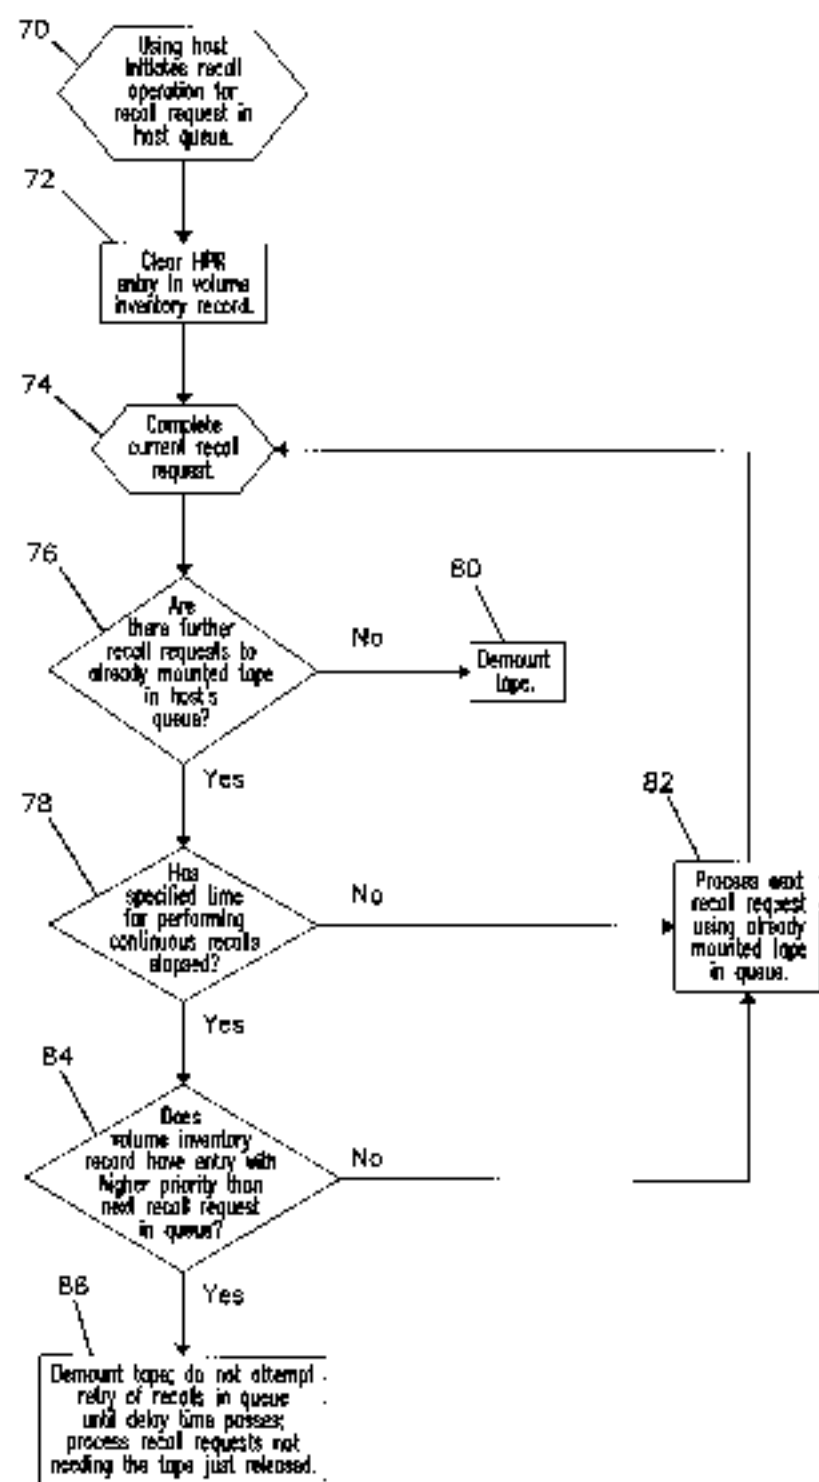 70
Using host
initiates recall
operation for
recall request in
host queue.
72
Clear HPR
entry in volume
inventory record.
74
Complete
current recall
request.
76
Are
there further
recall requests to
already mounted tape
in host's
queue?
No
80
Demount
tape.
Yes
78
Has
specified time
for performing
continuous recalls
elapsed?
No
82
Process next
recall request
using already
mounted tape
in queue.
Yes
84
Does
volume inventory
record have entry with
higher priority than
next recall request
in queue?
No
Yes
86
Demount tape; do not attempt
retry of recalls in queue
until delay time passes;
process recall requests not
needing the tape just released.